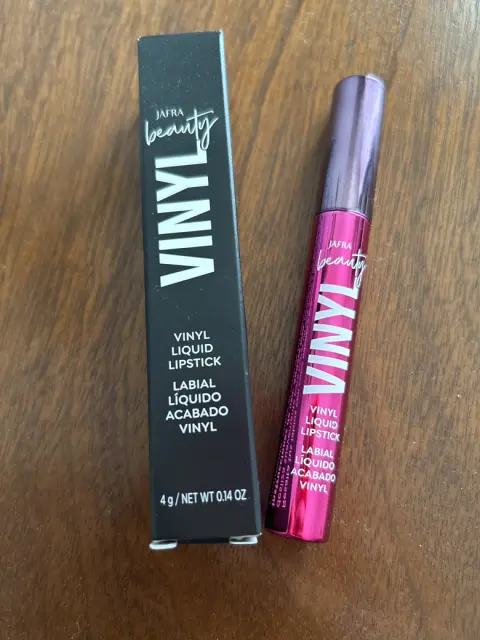 JAFRA
beauty
VINYL
VINYL
LIQUID
LIPSTICK
LABIAL
LÍQUIDO
ACABADO
VINYL
4 g / NET WT 0.14 OZ
JAFRA
beauty
VINYL
VINYL
LIQUID
LIPSTICK
LABIAL
LÍQUIDO
ACABADO
VINYL